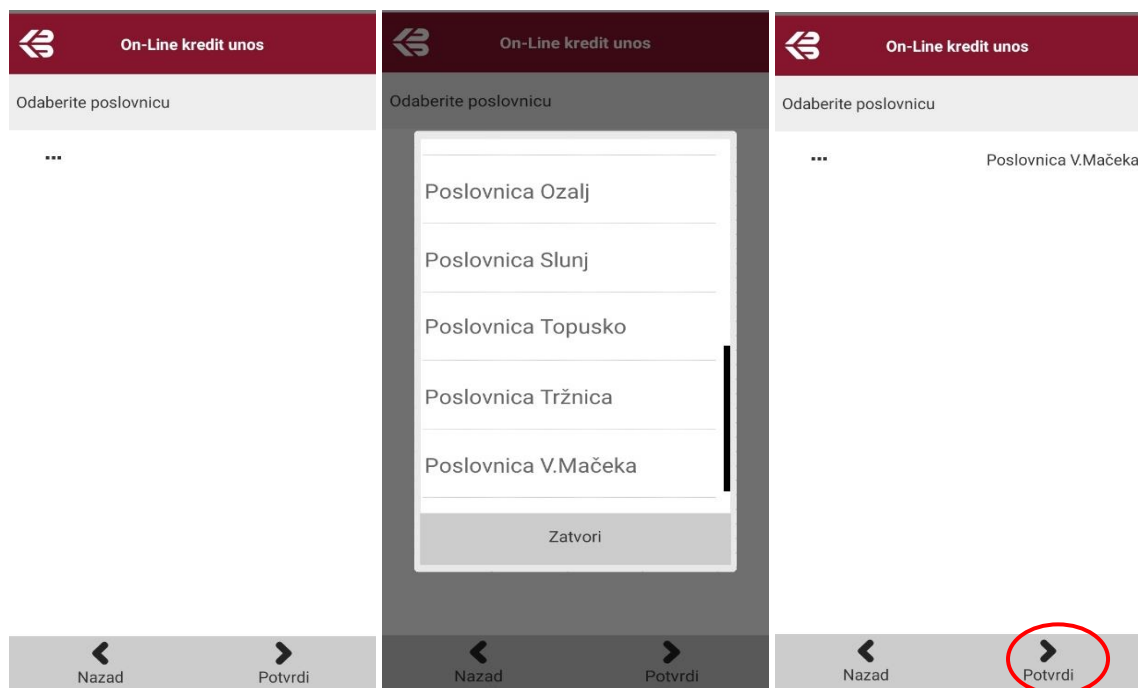 On-Line kredit unos
Odaberite poslovnicu
...
Nazad
Potvrdi
On-Line kredit unos
Odaberite poslovnicu
Poslovnica Ozalj
Poslovnica Slunj
Poslovnica Topusko
Poslovnica Tržnica
Poslovnica V.Mačeka
Zatvori
Nazad
Potvrdi
On-Line kredit unos
Odaberite poslovnicu
... Poslovnica V.Mačeka
Nazad
Potvrdi